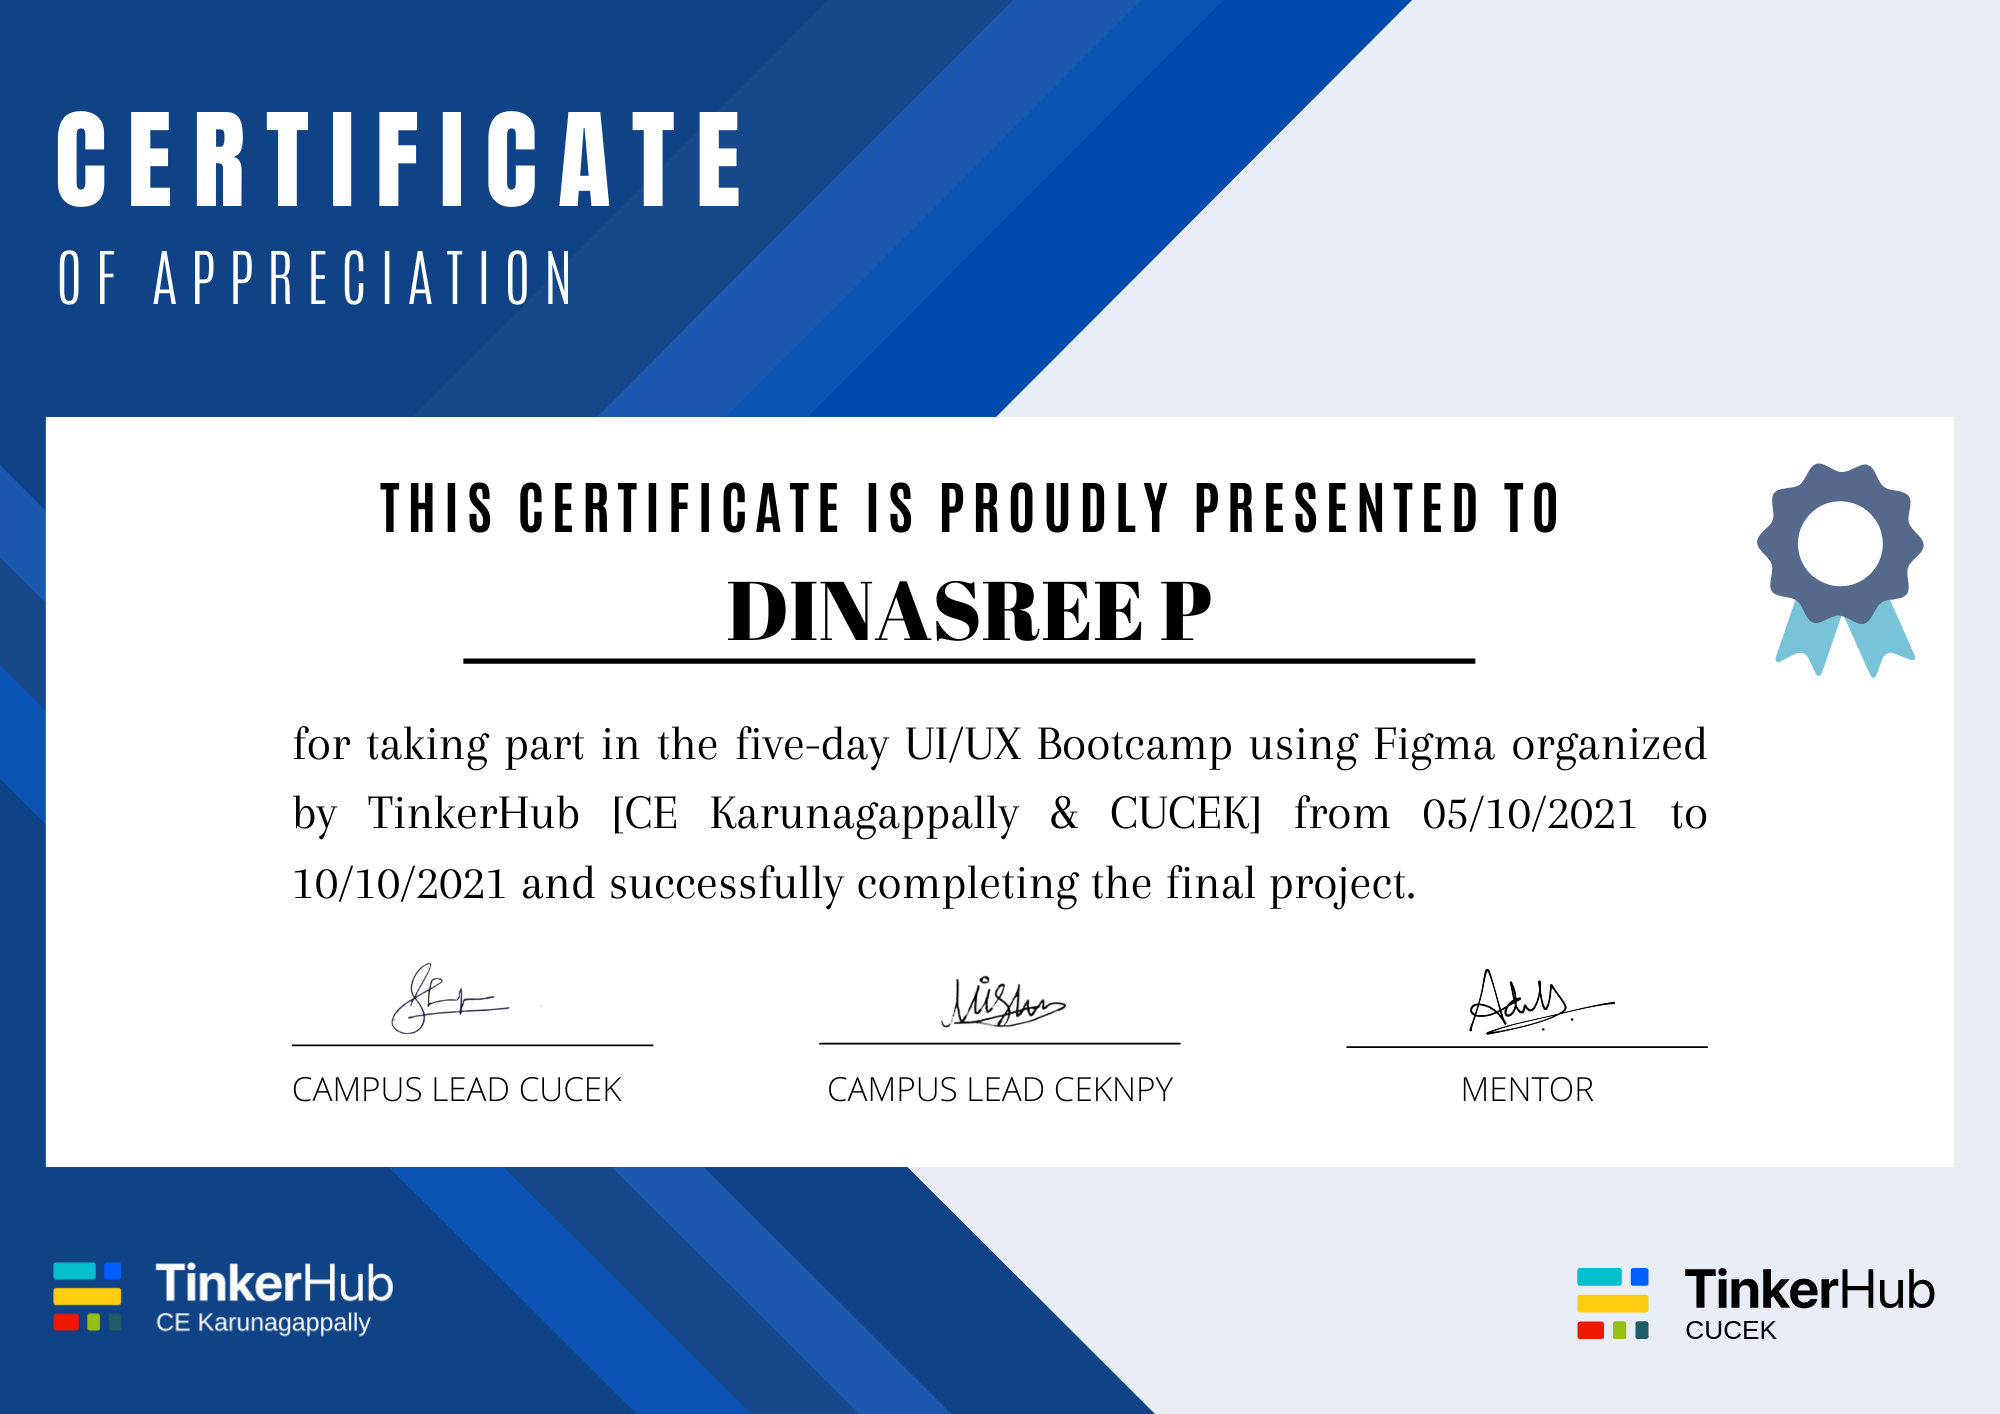 CERTIFICATE
OF APPRECIATION
THIS CERTIFICATE IS PROUDLY PRESENTED TO
DINASREE P
for taking part in the five-day UI/UX Bootcamp using Figma organized
by TinkerHub [CE Karunagappally & CUCEK] from 05/10/2021 to
10/10/2021 and successfully completing the final project.
CAMPUS LEAD CUCEK
CAMPUS LEAD CEKNPY
MENTOR
TinkerHub
CE Karunagappally
TinkerHub
CUCEK